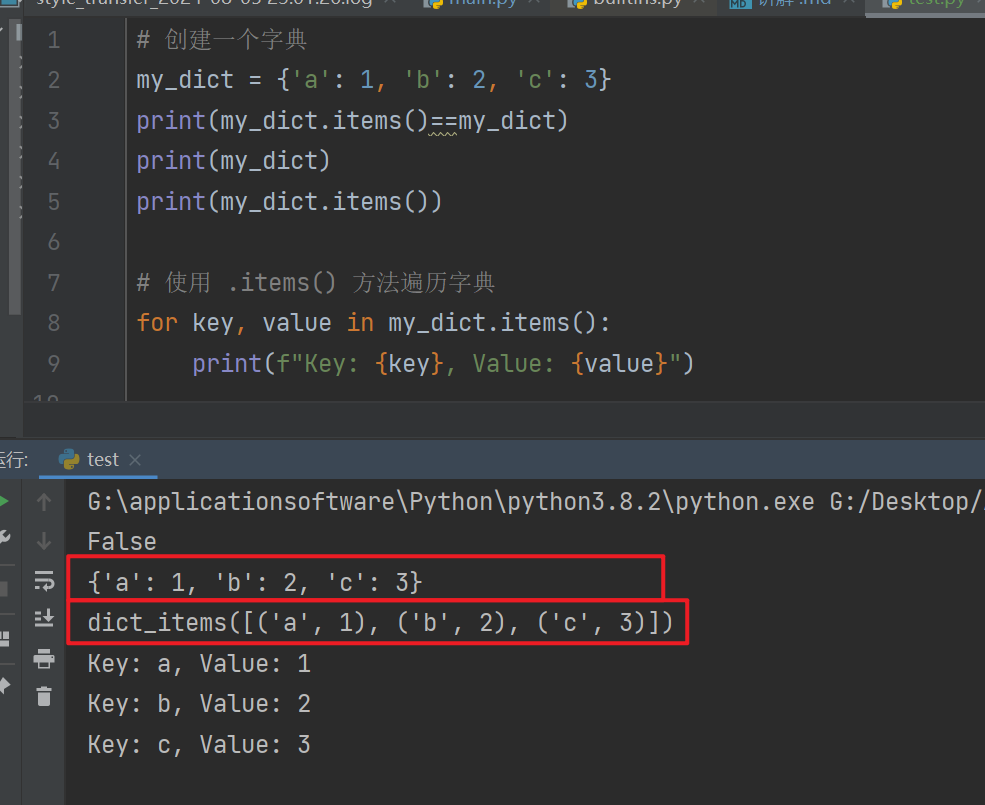 style_transfer_2024-08-05 23.01.20.log main.py builtins.py 讲解.md test.py
1 # 创建一个字典
2 my_dict = {'a': 1, 'b': 2, 'c': 3}
3 print(my_dict.items()==my_dict)
4 print(my_dict)
5 print(my_dict.items())
6
7 # 使用 .items() 方法遍历字典
8 for key, value in my_dict.items():
9     print(f"Key: {key}, Value: {value}")
10
运行: test
G:\applicationsoftware\Python\python3.8.2\python.exe G:/Desktop/
False
{'a': 1, 'b': 2, 'c': 3}
dict_items([('a', 1), ('b', 2), ('c', 3)])
Key: a, Value: 1
Key: b, Value: 2
Key: c, Value: 3